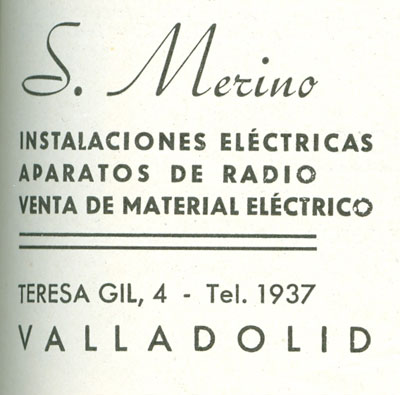 S. Merino
INSTALACIONES ELÉCTRICAS
APARATOS DE RADIO
VENTA DE MATERIAL ELÉCTRICO
TERESA GIL, 4 - Tel. 1937
VALLADOLID